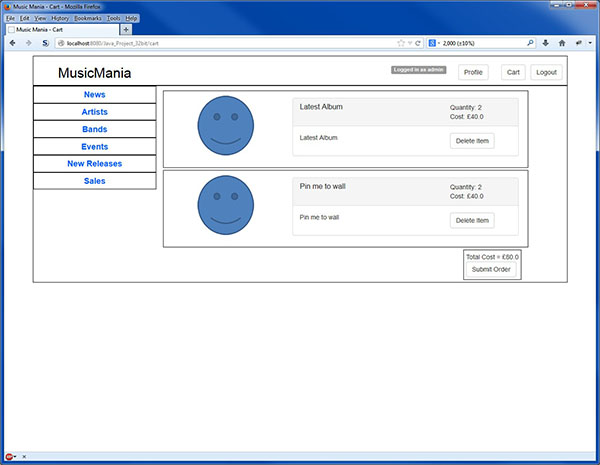 Music Mania - Cart - Mozilla Firefox
File Edit View History Bookmarks Tools Help
Music Mania - Cart
localhost:8080/Java_Project_32bit/cart
2,000 (±10%)
MusicMania
Logged in as admin
Profile
Cart
Logout
News
Artists
Bands
Events
New Releases
Sales
Latest Album
Quantity: 2
Cost: £40.0
Latest Album
Delete Item
Pin me to wall
Quantity: 2
Cost: £40.0
Pin me to wall
Delete Item
Total Cost = £80.0
Submit Order